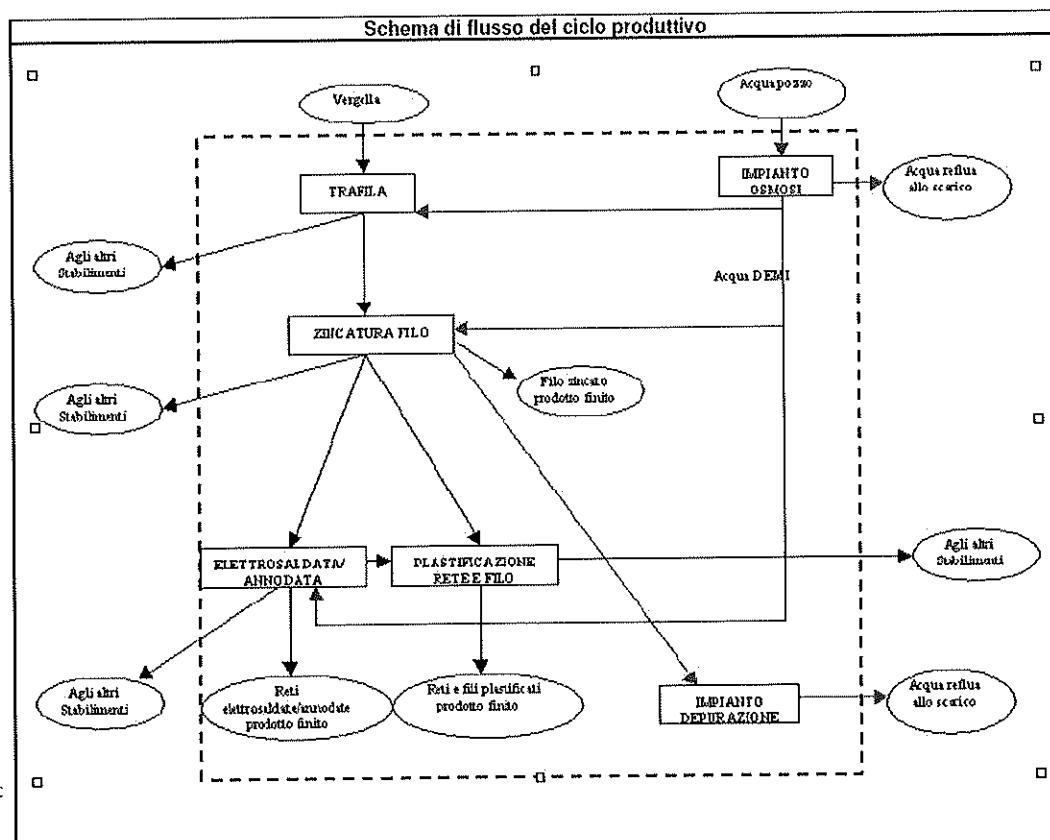 Schema di flusso del ciclo produttivo
Vergella
Acqua pozzo
TRAFILA
IMPIANTO
OSMOSI
Acqua reflua
allo scarico
Agli altri
Stabilimenti
Acqua DEMI
ZINCATURA FILO
Filo zincato
prodotto finito
Agli altri
Stabilimenti
ELETTROSALDATA/
ANNODATA
PLASTIFICAZIONE
RETE E FILO
Agli altri
Stabilimenti
Agli altri
Stabilimenti
Reti
elettrosaldate/annodate
prodotto finito
Reti e fili plastificati
prodotto finito
IMPIANTO
DEPURAZIONE
Acqua reflua
allo scarico